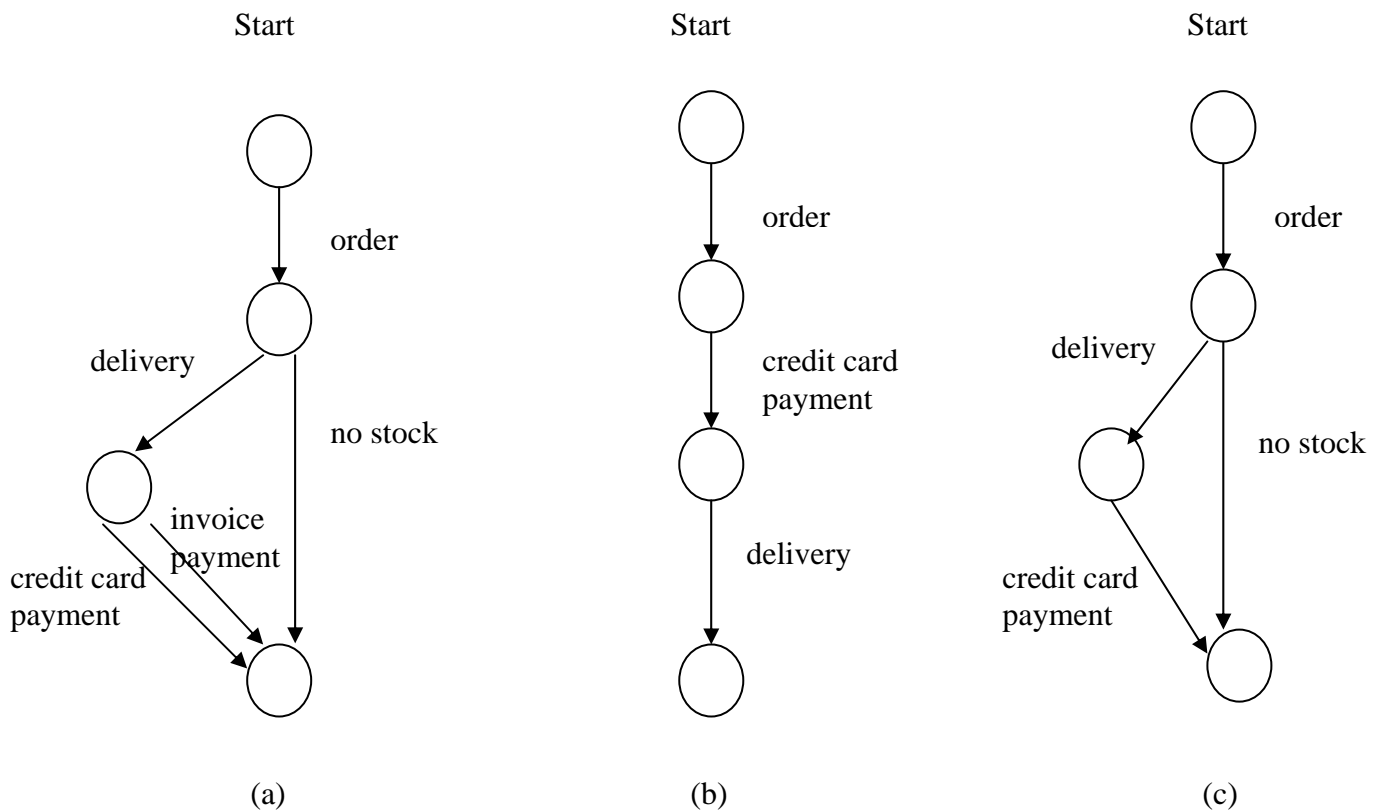 Start
order
delivery
no stock
invoice
payment
credit card
payment
(a)
Start
order
credit card
payment
delivery
(b)
Start
order
delivery
no stock
credit card
payment
(c)